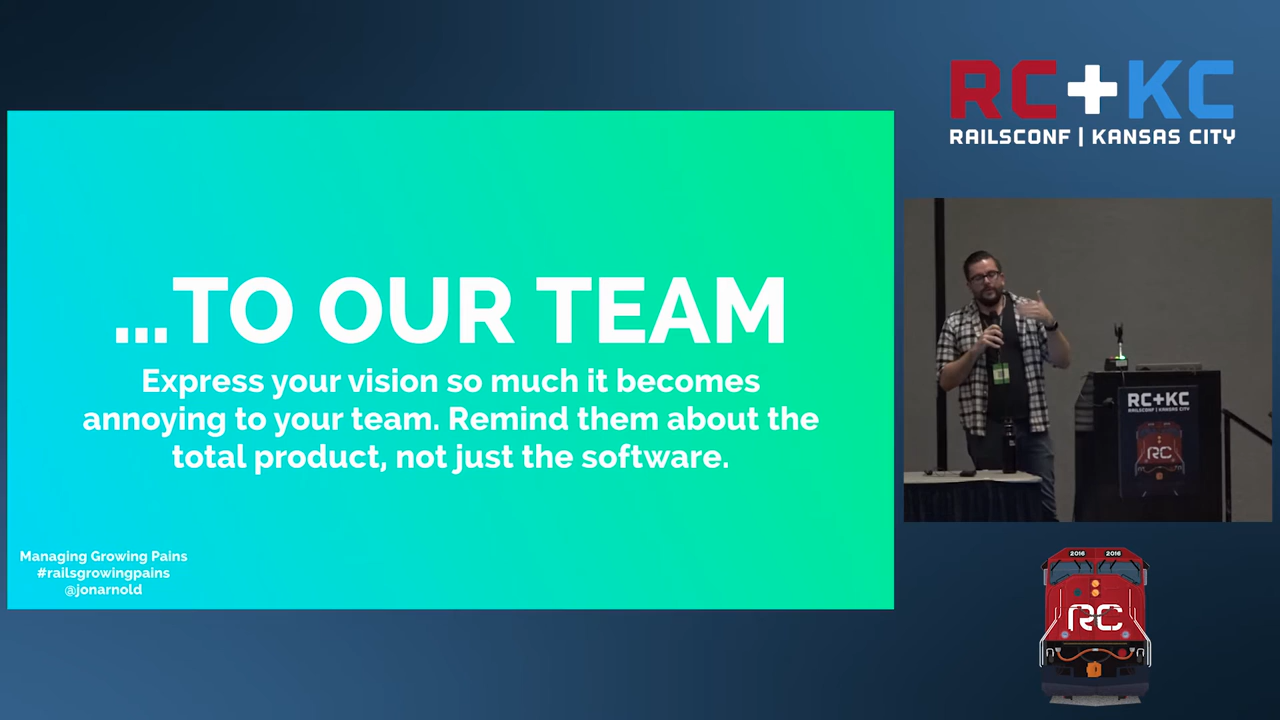 RC+KC
RAILSCONF | KANSAS CITY
...TO OUR TEAM
Express your vision so much it becomes
annoying to your team. Remind them about the
total product, not just the software.
Managing Growing Pains
#railsgrowingpains
@jonarnold
RC+KC
RAILSCONF | KANSAS CITY
RC
2016 2016
RC